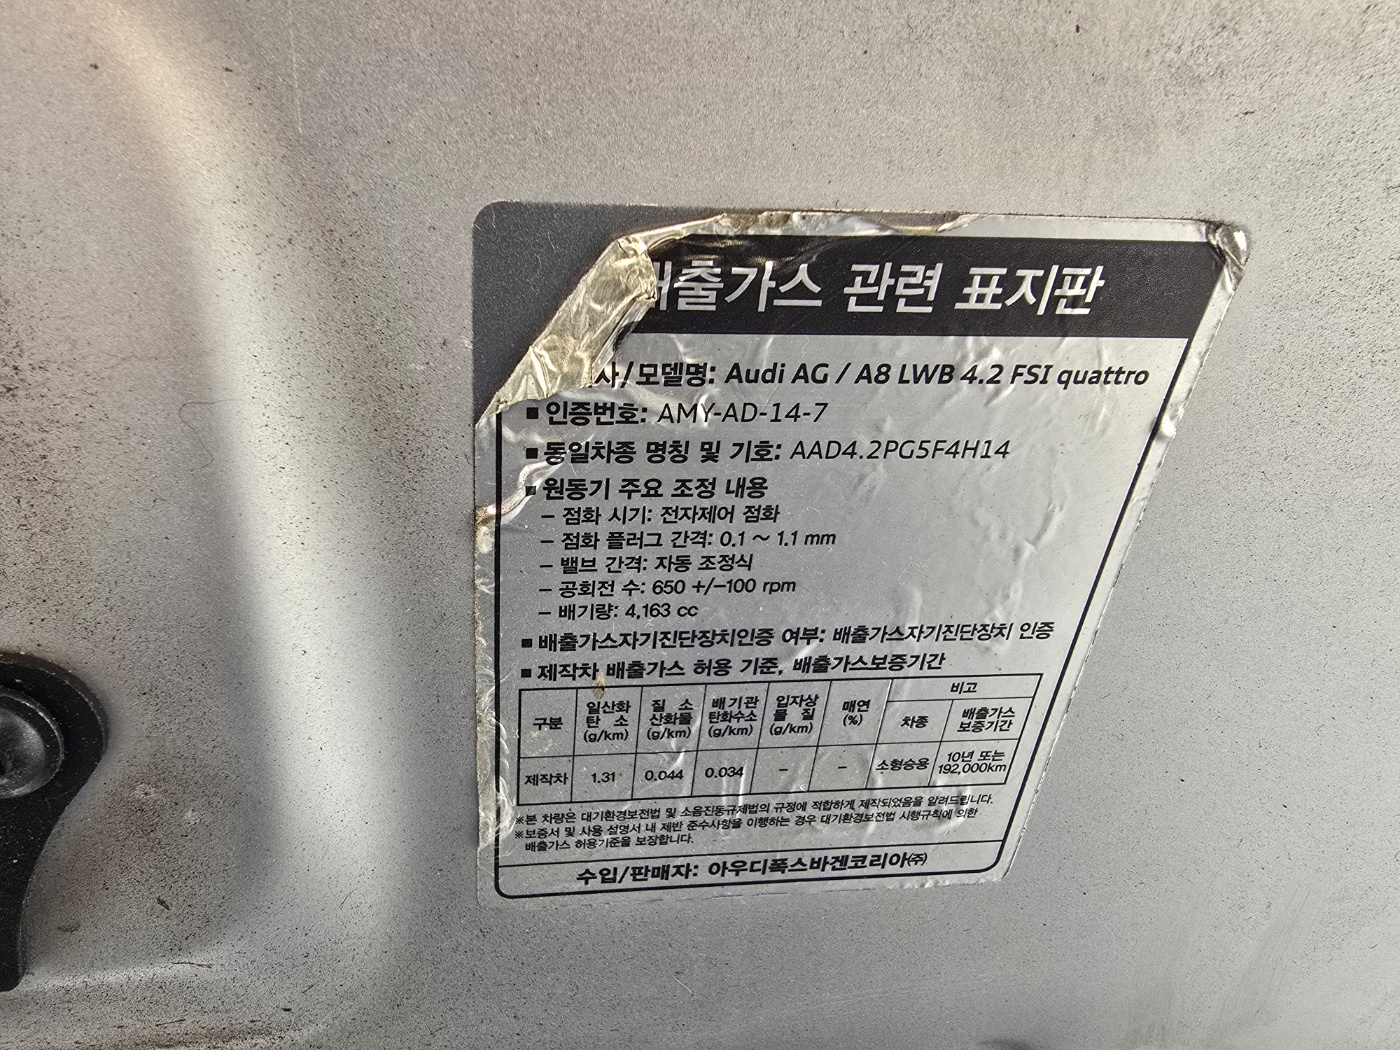 배출가스 관련 표지판
사/모델명: Audi AG / A8 LWB 4.2 FSI quattro
■ 인증번호: AMY-AD-14-7
■ 동일차종 명칭 및 기호: AAD4.2PG5F4H14
■ 원동기 주요 조정 내용
– 점화 시기: 전자제어 점화
– 점화 플러그 간격: 0.1 ~ 1.1 mm
– 밸브 간격: 자동 조정식
– 공회전 수: 650 +/–100 rpm
– 배기량: 4,163 cc
■ 배출가스자기진단장치인증 여부: 배출가스자기진단장치 인증
■ 제작차 배출가스 허용 기준, 배출가스보증기간
구분 일산화탄소 (g/km) 질소산화물 (g/km) 배기관탄화수소 (g/km) 입자상물질 (g/km) 매연 (%) 비고
차종 배출가스보증기간
제작차 1.31 0.044 0.034 – – 소형승용 10년 또는 192,000km
※본 차량은 대기환경보전법 및 소음진동규제법의 규정에 적합하게 제작되었음을 알려드립니다.
※보증서 및 사용 설명서 내 제반 준수사항을 이행하는 경우 대기환경보전법 시행규칙에 의한
배출가스 허용기준을 보장합니다.
수입/판매자: 아우디폭스바겐코리아㈜